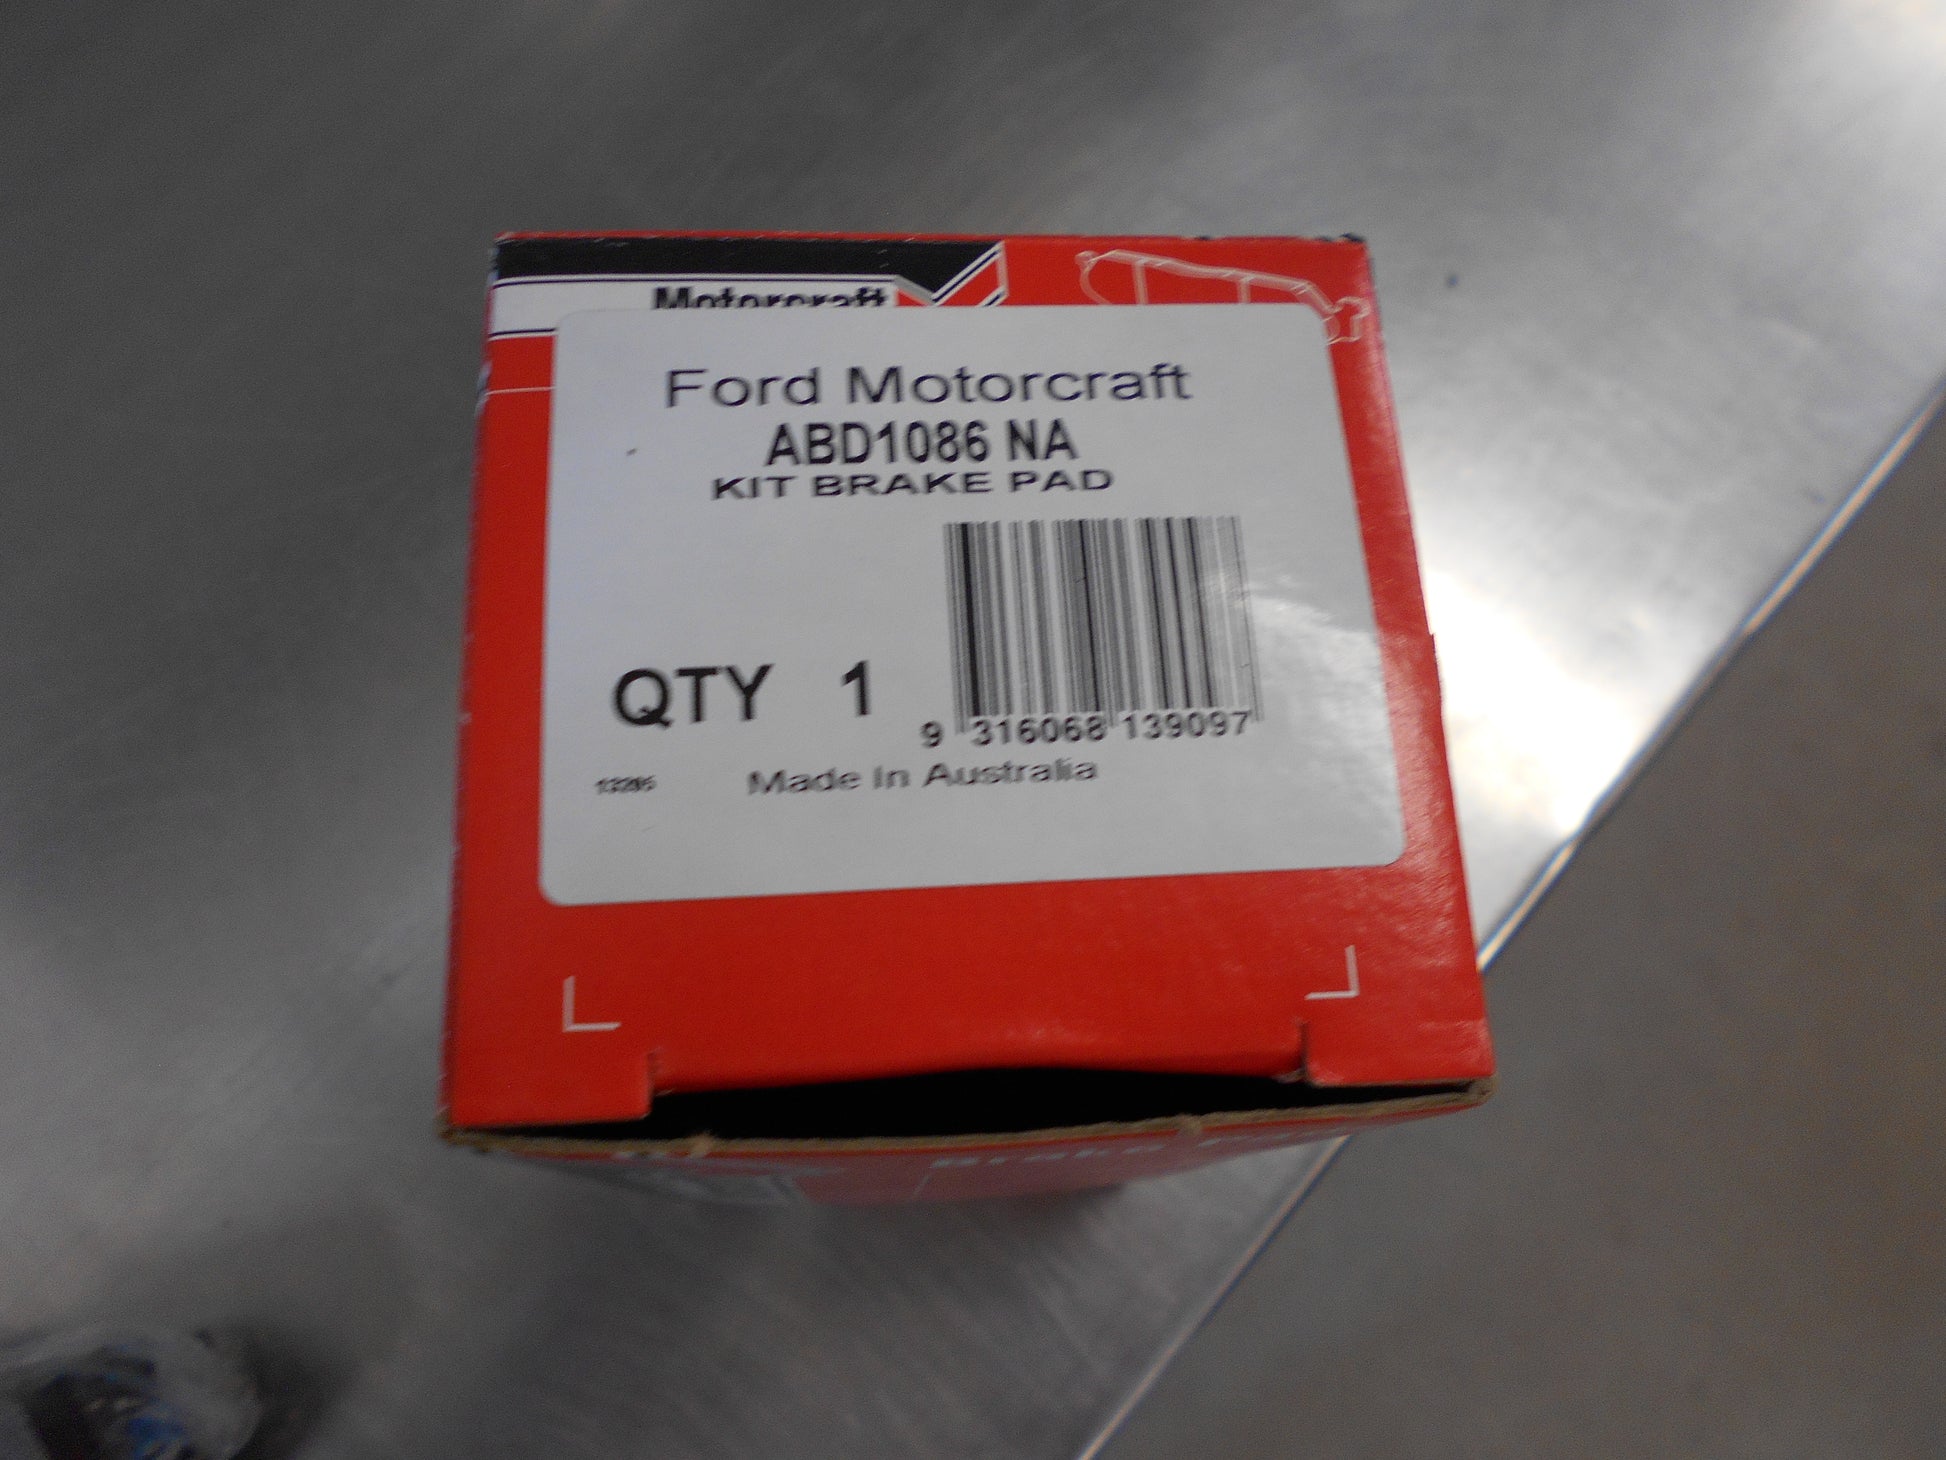 Motorcraft
Ford Motorcraft
ABD1086 NA
KIT BRAKE PAD
QTY 1
9 316068 139097
Made In Australia